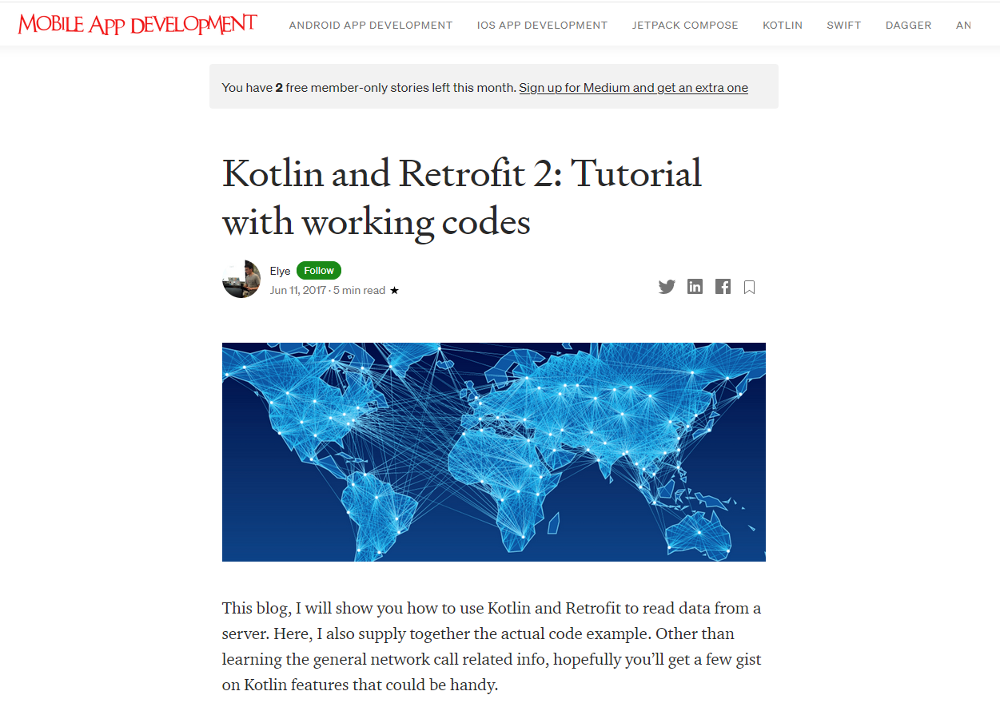 MOBILE APP DEVELOPMENT
ANDROID APP DEVELOPMENT
IOS APP DEVELOPMENT
JETPACK COMPOSE
KOTLIN
SWIFT
DAGGER
AN
You have 2 free member-only stories left this month. Sign up for Medium and get an extra one
Kotlin and Retrofit 2: Tutorial
with working codes
Elye Follow
Jun 11, 2017 · 5 min read ★
This blog, I will show you how to use Kotlin and Retrofit to read data from a
server. Here, I also supply together the actual code example. Other than
learning the general network call related info, hopefully you’ll get a few gist
on Kotlin features that could be handy.